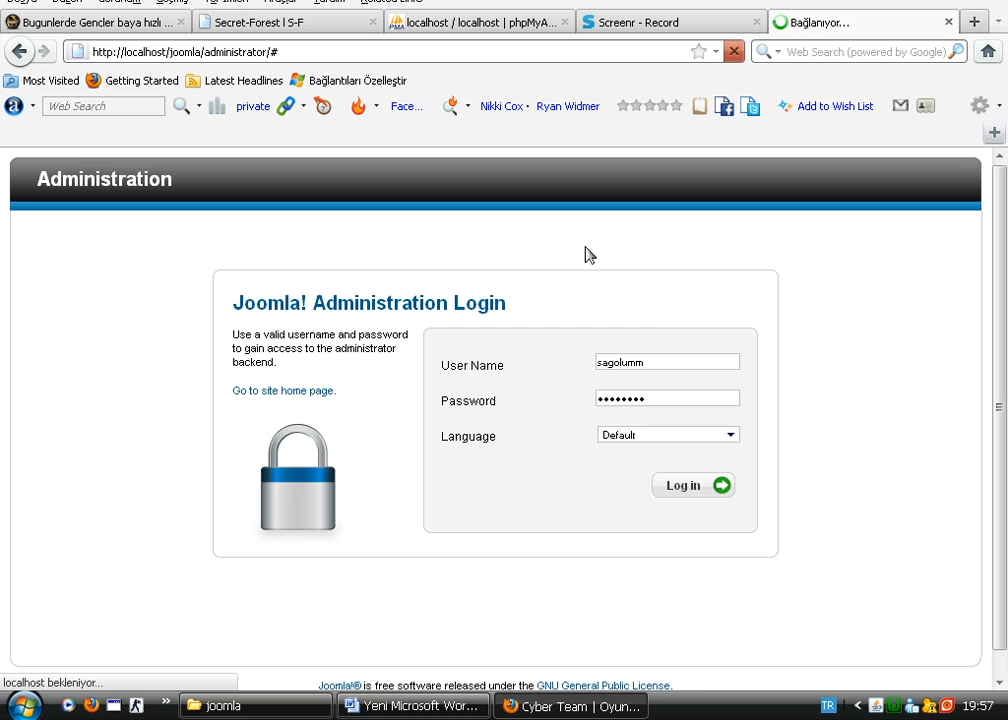 Bugunlerde Gencler baya hızlı ...
Secret-Forest | S-F
localhost / localhost | phpMyA...
Screenr - Record
Bağlanıyor...
http://localhost/joomla/administrator/#
Web Search (powered by Google)
Most Visited
Getting Started
Latest Headlines
Bağlantıları Özelleştir
Web Search
private
Face...
Nikki Cox
Ryan Widmer
Add to Wish List
Administration
Joomla! Administration Login
Use a valid username and password
to gain access to the administrator
backend.
Go to site home page.
User Name
sagolumm
Password
Language
Default
Log in
Joomla!® is free software released under the GNU General Public License.
localhost bekleniyor...
joomla
Yeni Microsoft Wor...
Cyber Team | Oyun...
TR
19:57